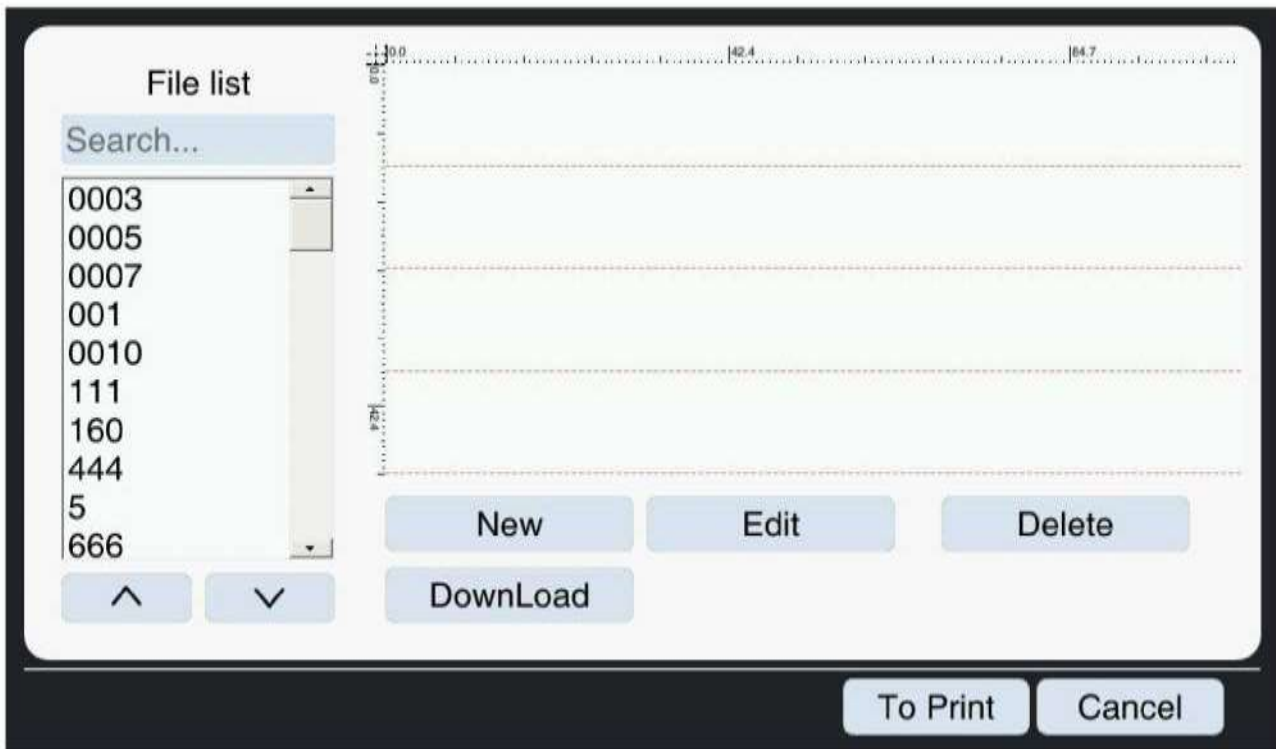 File list
Search...
0003
0005
0007
001
0010
111
160
444
5
666
0.0
42.4
84.7
0.0
42.4
New
Edit
Delete
DownLoad
To Print
Cancel